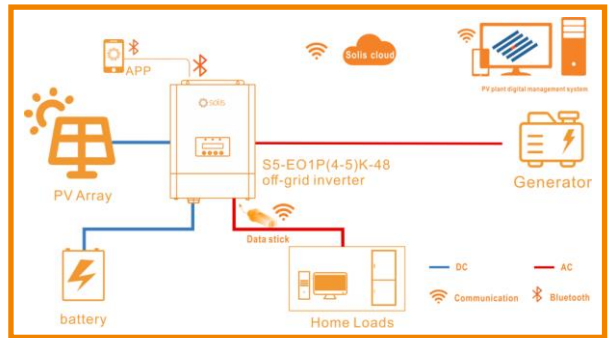 APP
Solis cloud
PV plant digital management system
solis
S5-EO1P(4-5)K-48
off-grid inverter
PV Array
Generator
Data stick
DC
AC
Communication
Bluetooth
battery
Home Loads